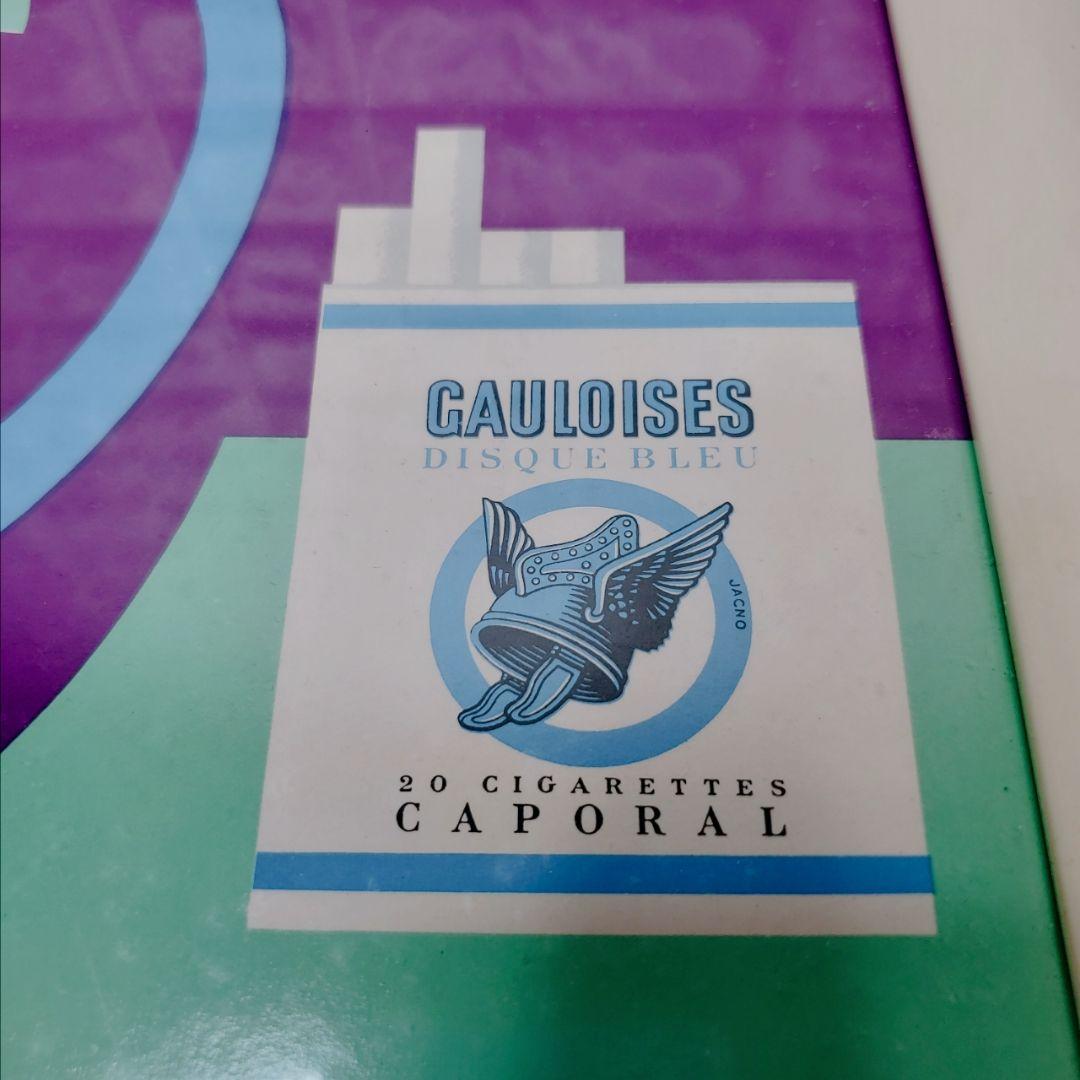 GAULOISES
DISQUE BLEU
JACNO
20 CIGARETTES
CAPORAL